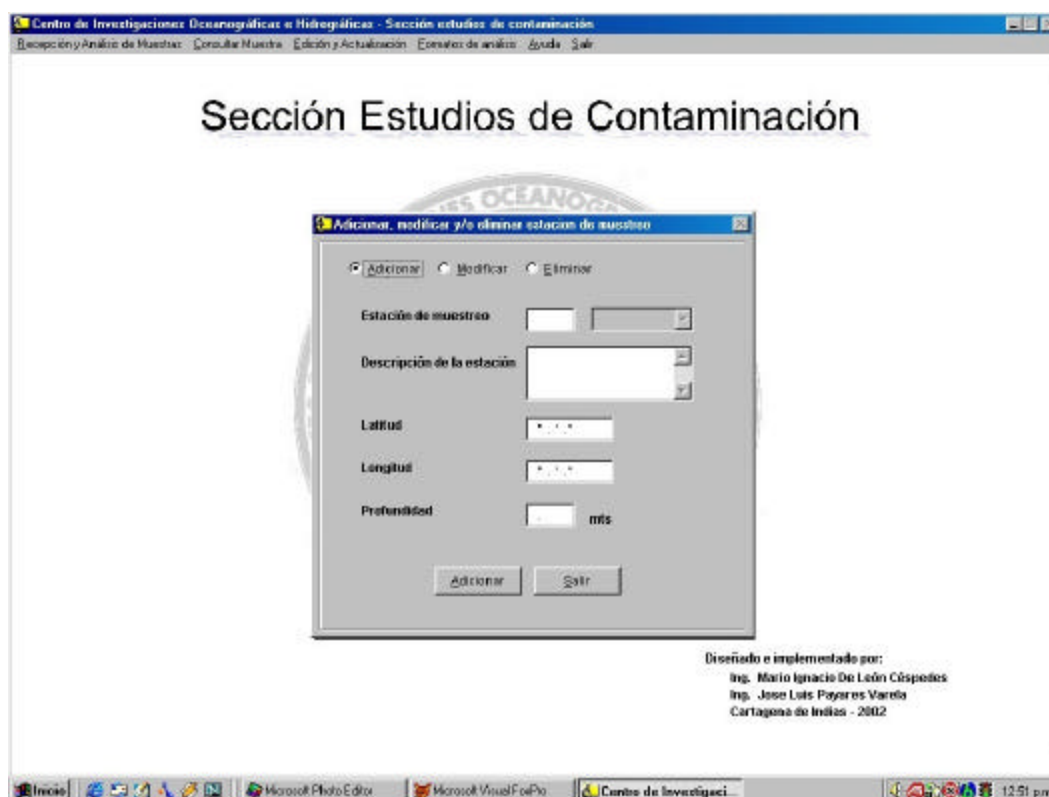 Centro de Investigaciones Oceanográficas e Hidrográficas - Sección estudios de contaminación
Recepción y Análisis de Muestras Consultar Muestra Edición y Actualización Formatos de análisis Ayuda Salir
Sección Estudios de Contaminación
ES OCEANOG
Adicionar, modificar y/o eliminar estacion de muestreo
Adicionar Modificar Eliminar
Estación de muestreo
Descripción de la estación
Latitud
Longitud
Profundidad mts
Adicionar Salir
Diseñado e implementado por:
Ing. Mario Ignacio De León Céspedes
Ing. Jose Luis Payares Varela
Cartagena de Indias - 2002
Inicio Microsoft Photo Editor Microsoft Visual FoxPro Centro de Investigaci... 12:51 p.m.